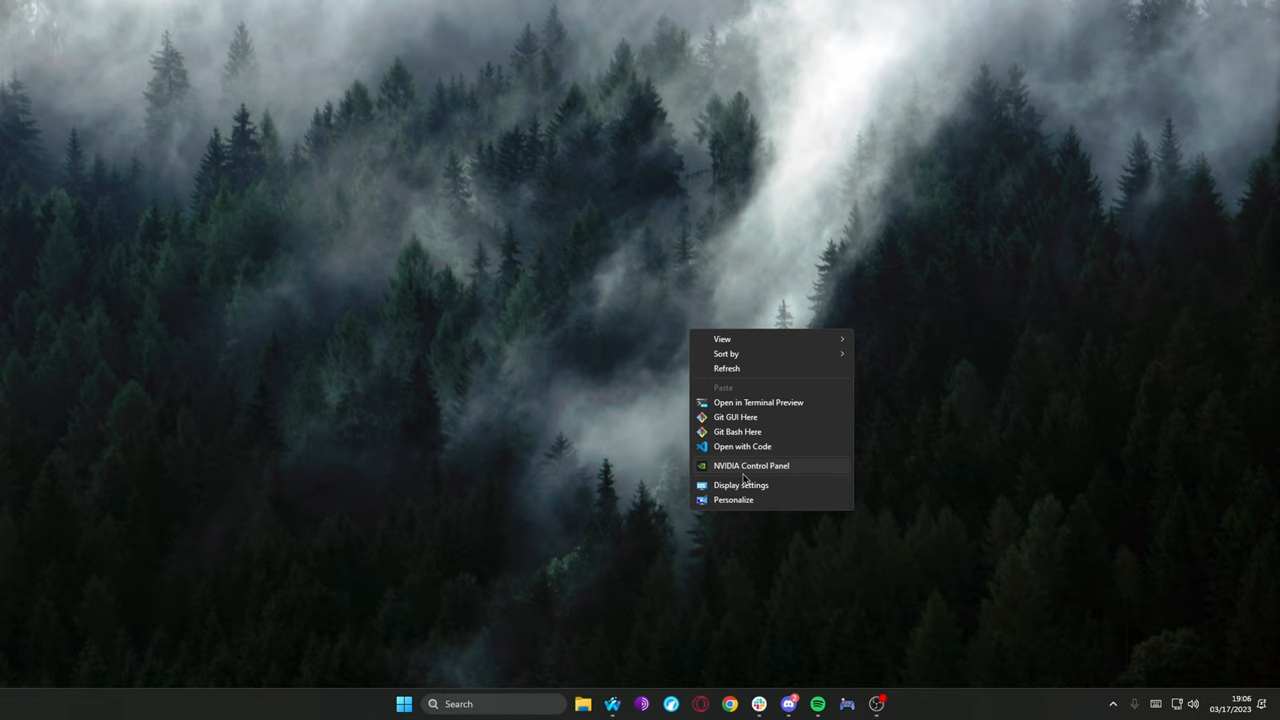 View
Sort by
Refresh
Paste
Open in Terminal Preview
Git GUI Here
Git Bash Here
Open with Code
NVIDIA Control Panel
Display settings
Personalize
Search
2
19:06
03/17/2023